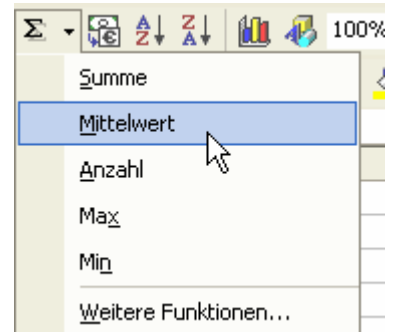 Σ A Z Z A 100%
Summe
Mittelwert
Anzahl
Max
Min
Weitere Funktionen...